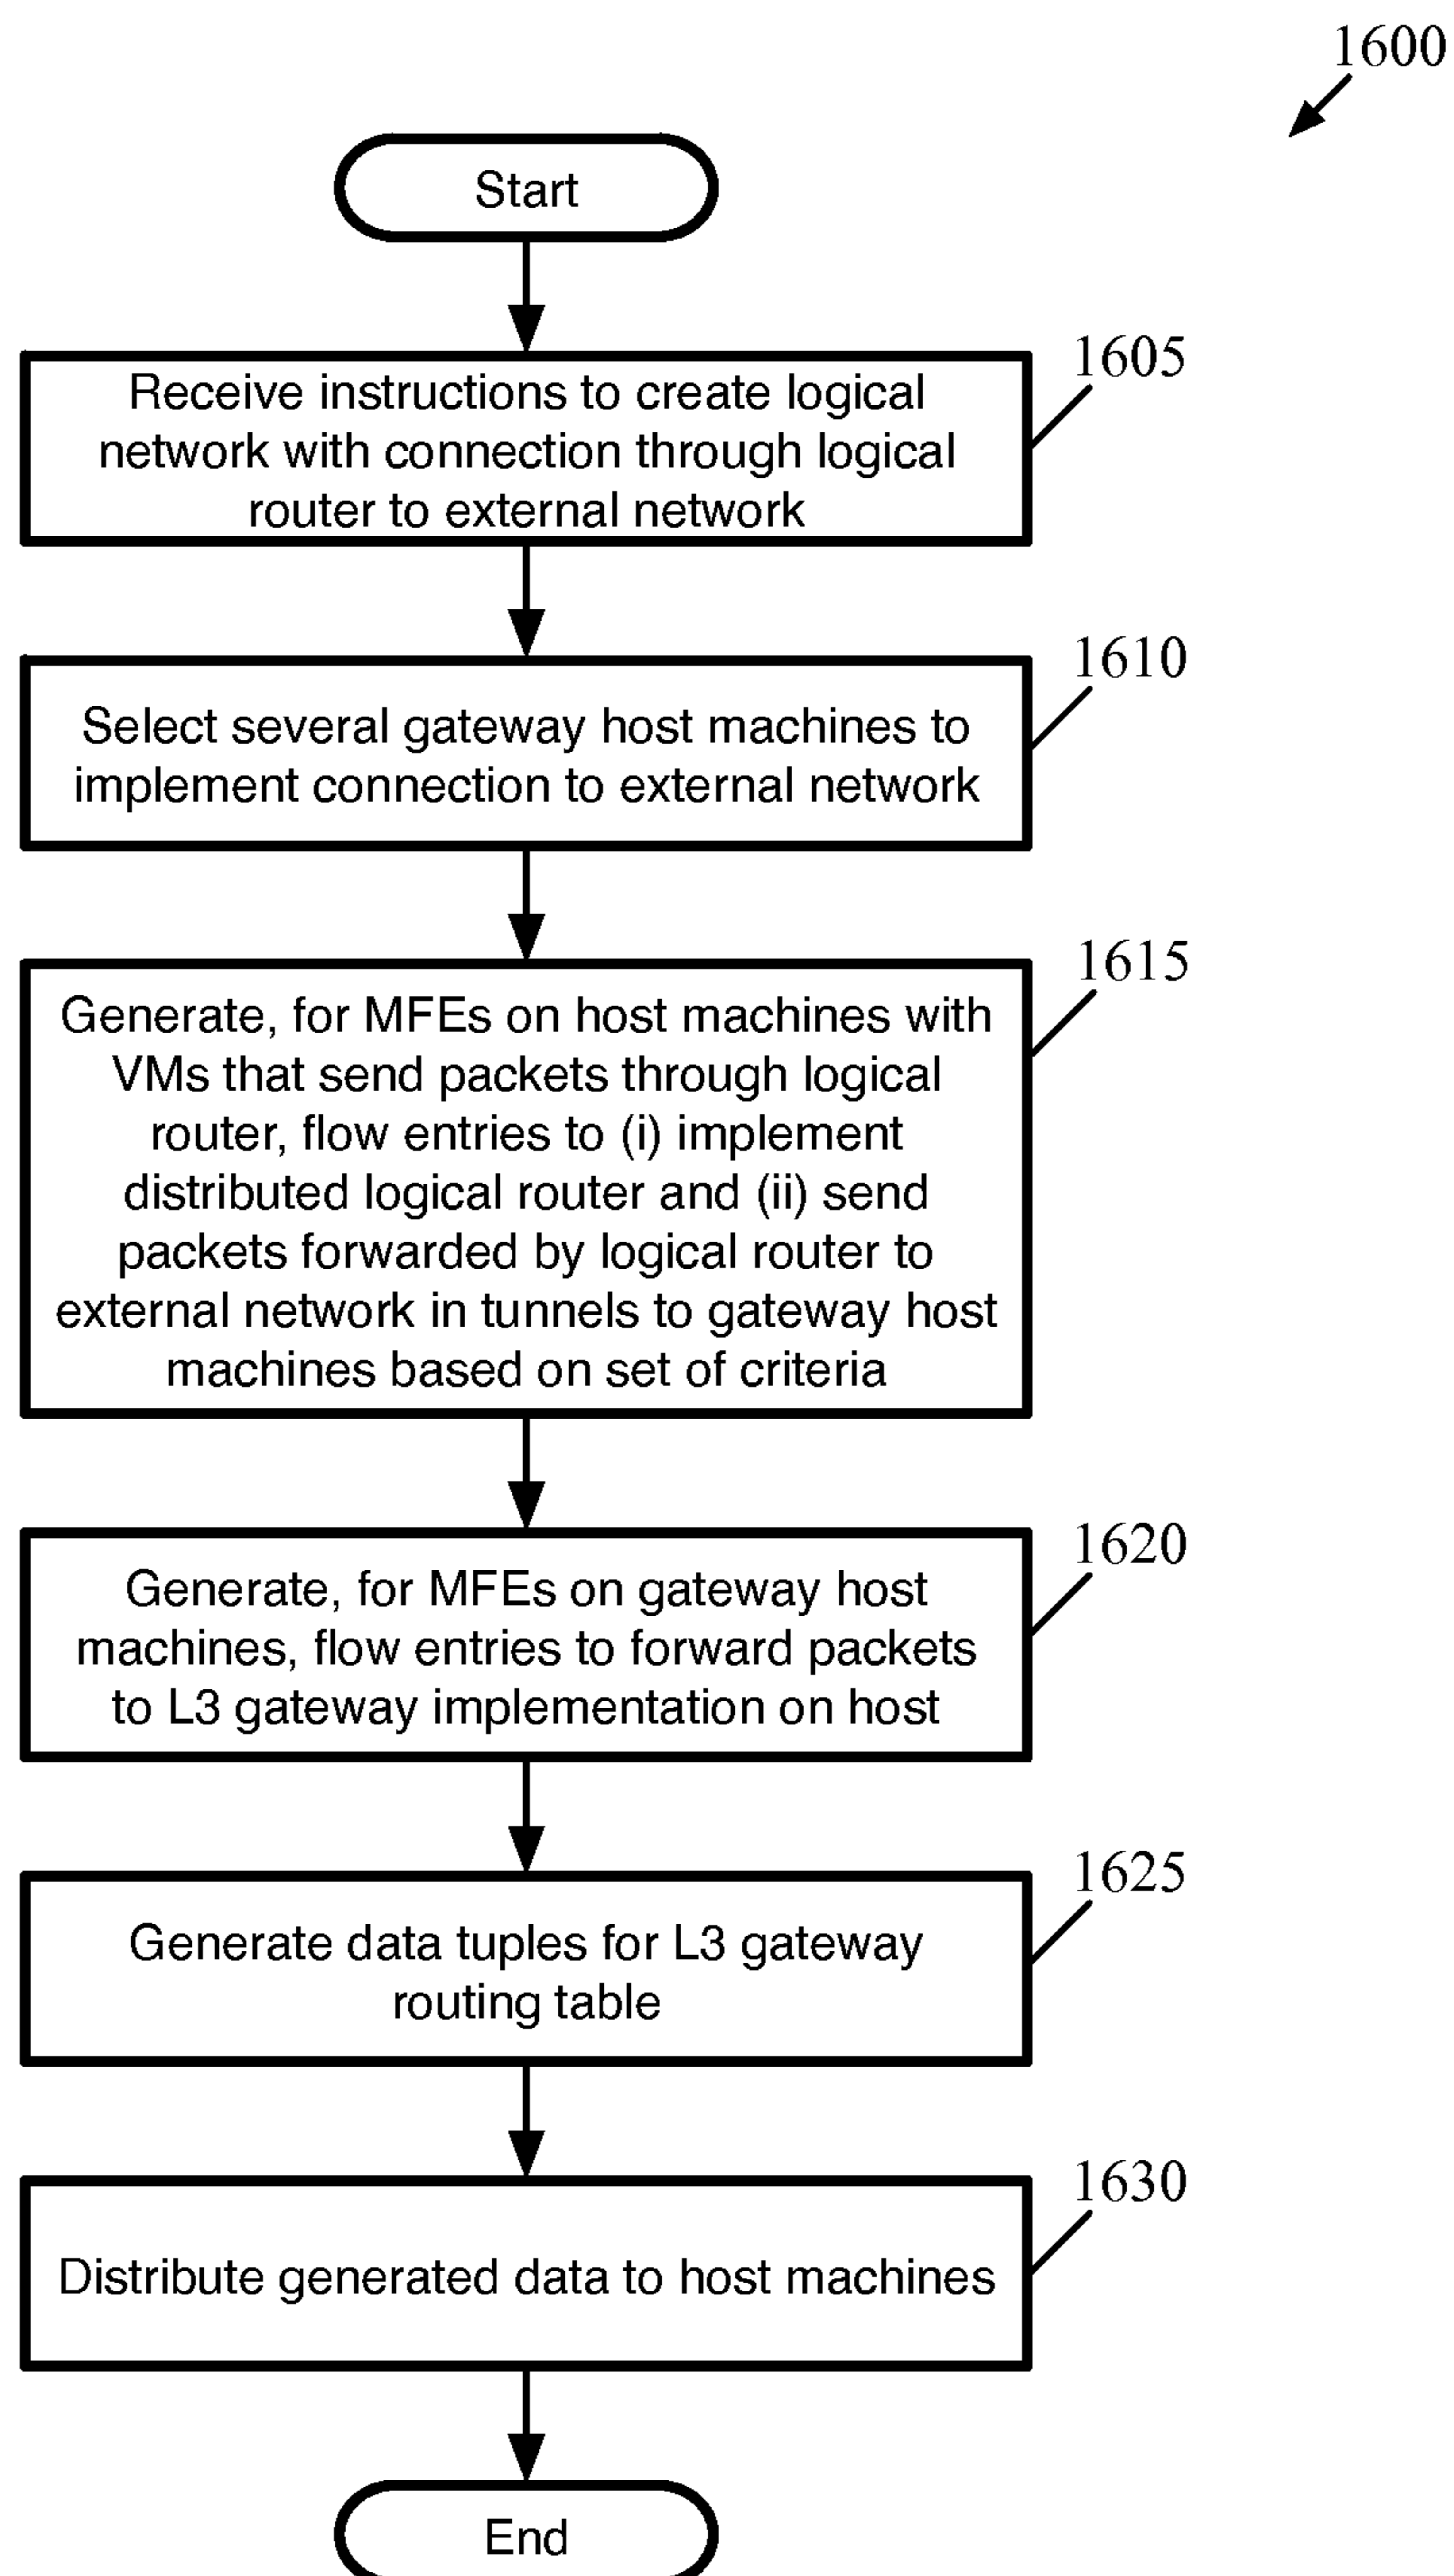 1600
Start
1605
Receive instructions to create logical
network with connection through logical
router to external network
1610
Select several gateway host machines to
implement connection to external network
1615
Generate, for MFEs on host machines with
VMs that send packets through logical
router, flow entries to (i) implement
distributed logical router and (ii) send
packets forwarded by logical router to
external network in tunnels to gateway host
machines based on set of criteria
1620
Generate, for MFEs on gateway host
machines, flow entries to forward packets
to L3 gateway implementation on host
1625
Generate data tuples for L3 gateway
routing table
1630
Distribute generated data to host machines
End